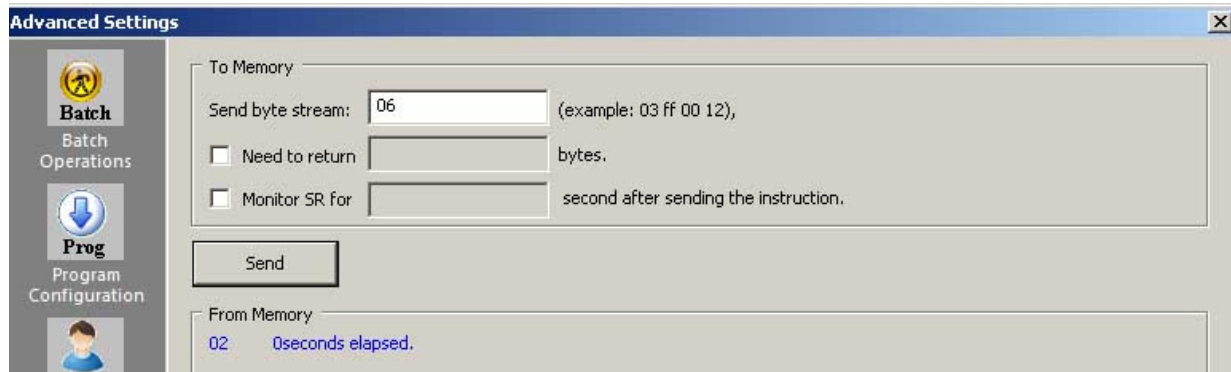 Advanced Settings
Batch
Batch
Operations
Prog
Program
Configuration
To Memory
Send byte stream: 06 (example: 03 ff 00 12),
Need to return bytes.
Monitor SR for second after sending the instruction.
Send
From Memory
02 0seconds elapsed.